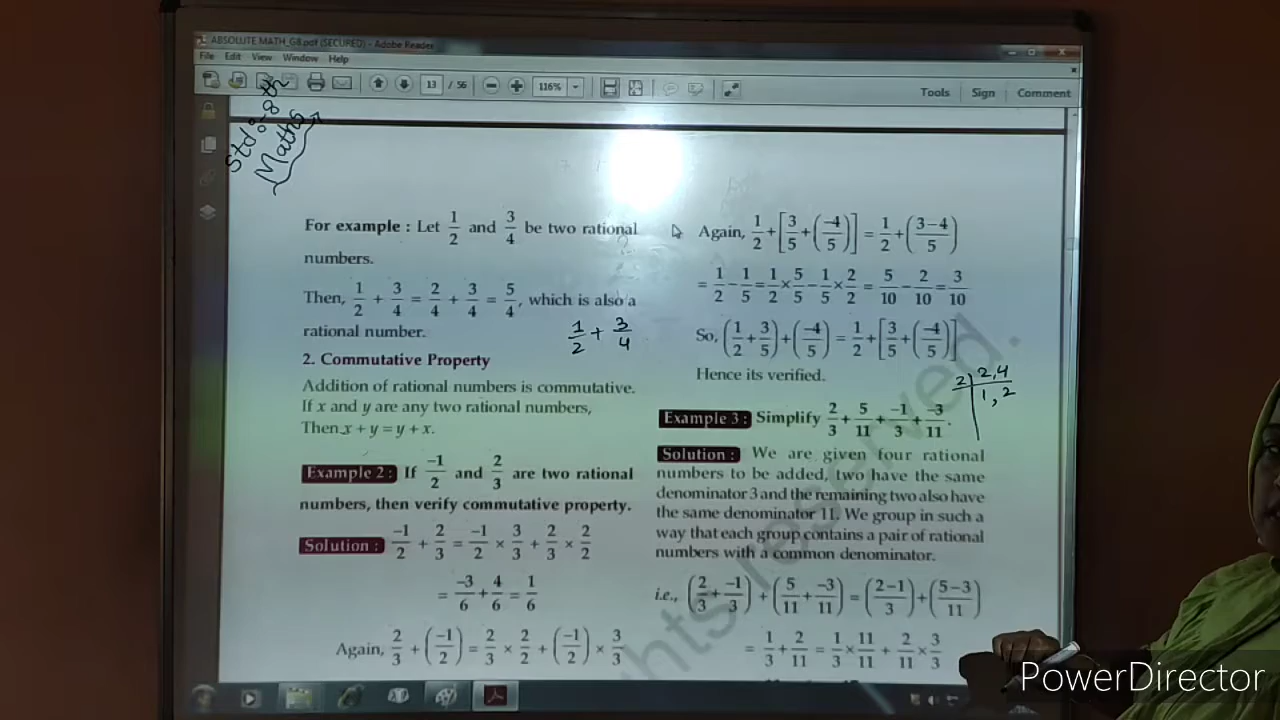 ABSOLUTE MATH_G8.pdf (SECURED) - Adobe Reader
File Edit View Window Help
13 / 56 116% Tools Sign Comment
Std:-8th
Maths
For example : Let 1/2 and 3/4 be two rational
numbers.
Then, 1/2 + 3/4 = 2/4 + 3/4 = 5/4, which is also a
rational number.
1/2 + 3/4
2. Commutative Property
Addition of rational numbers is commutative.
If x and y are any two rational numbers,
Then x + y = y + x.
Example 2 : If -1/2 and 2/3 are two rational
numbers, then verify commutative property.
Solution : -1/2 + 2/3 = -1/2 × 3/3 + 2/3 × 2/2
= -3/6 + 4/6 = 1/6
Again, 2/3 + (-1/2) = 2/3 × 2/2 + (-1/2) × 3/3
Again, 1/2 + [3/5 + (-4/5)] = 1/2 + (3-4/5)
= 1/2 - 1/5 = 1/2 × 5/5 - 1/5 × 2/2 = 5/10 - 2/10 = 3/10
So, (1/2 + 3/5) + (-4/5) = 1/2 + [3/5 + (-4/5)]
Hence its verified.
2 | 2,4
1, 2
Example 3 : Simplify 2/3 + 5/11 + -1/3 + -3/11.
Solution : We are given four rational
numbers to be added, two have the same
denominator 3 and the remaining two also have
the same denominator 11. We group in such a
way that each group contains a pair of rational
numbers with a common denominator.
i.e., (2/3 + -1/3) + (5/11 + -3/11) = (2-1/3) + (5-3/11)
= 1/3 + 2/11 = 1/3 × 11/11 + 2/11 × 3/3
hts reserved.
PowerDirector